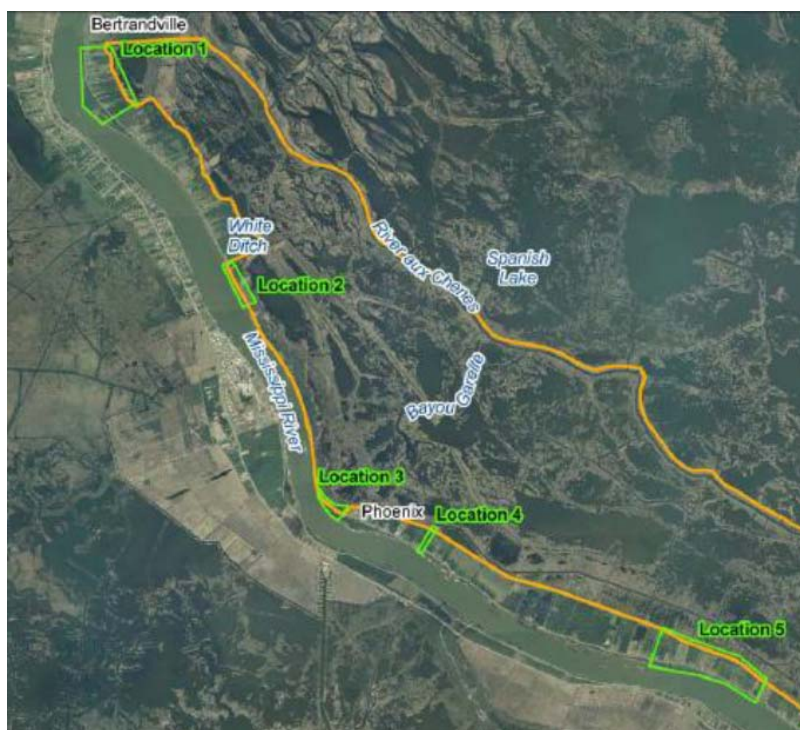 Bertrandville
Location 1
White
Ditch
Location 2
River aux Chenes
Spanish
Lake
Mississippi River
Bayou Garelle
Location 3
Phoenix
Location 4
Location 5